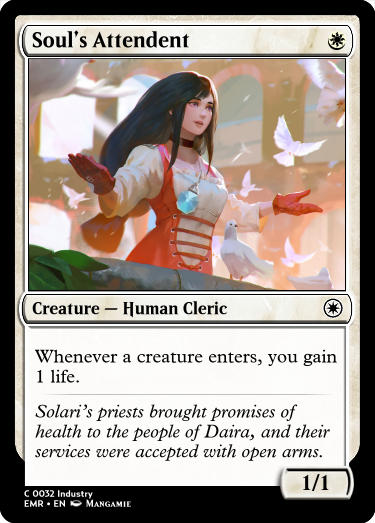 Soul's Attendent
Creature — Human Cleric
Whenever a creature enters, you gain
1 life.
Solari's priests brought promises of
health to the people of Daira, and their
services were accepted with open arms.
1/1
C 0032 Industry
EMR • EN Mangamie